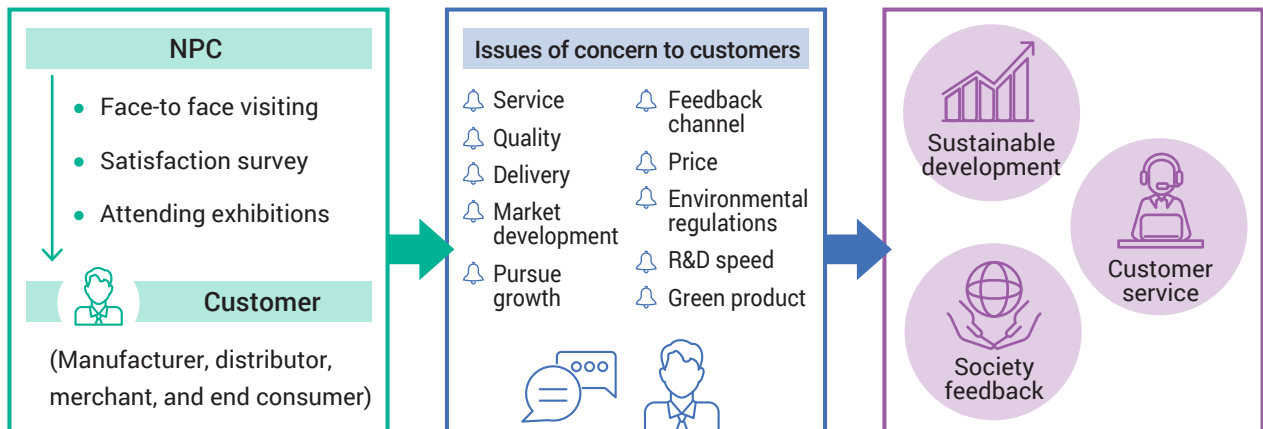 NPC
• Face-to face visiting
• Satisfaction survey
• Attending exhibitions
Customer
(Manufacturer, distributor,
merchant, and end consumer)
Issues of concern to customers
Service
Quality
Delivery
Market
development
Pursue
growth
Feedback
channel
Price
Environmental
regulations
R&D speed
Green product
Sustainable
development
Customer
service
Society
feedback